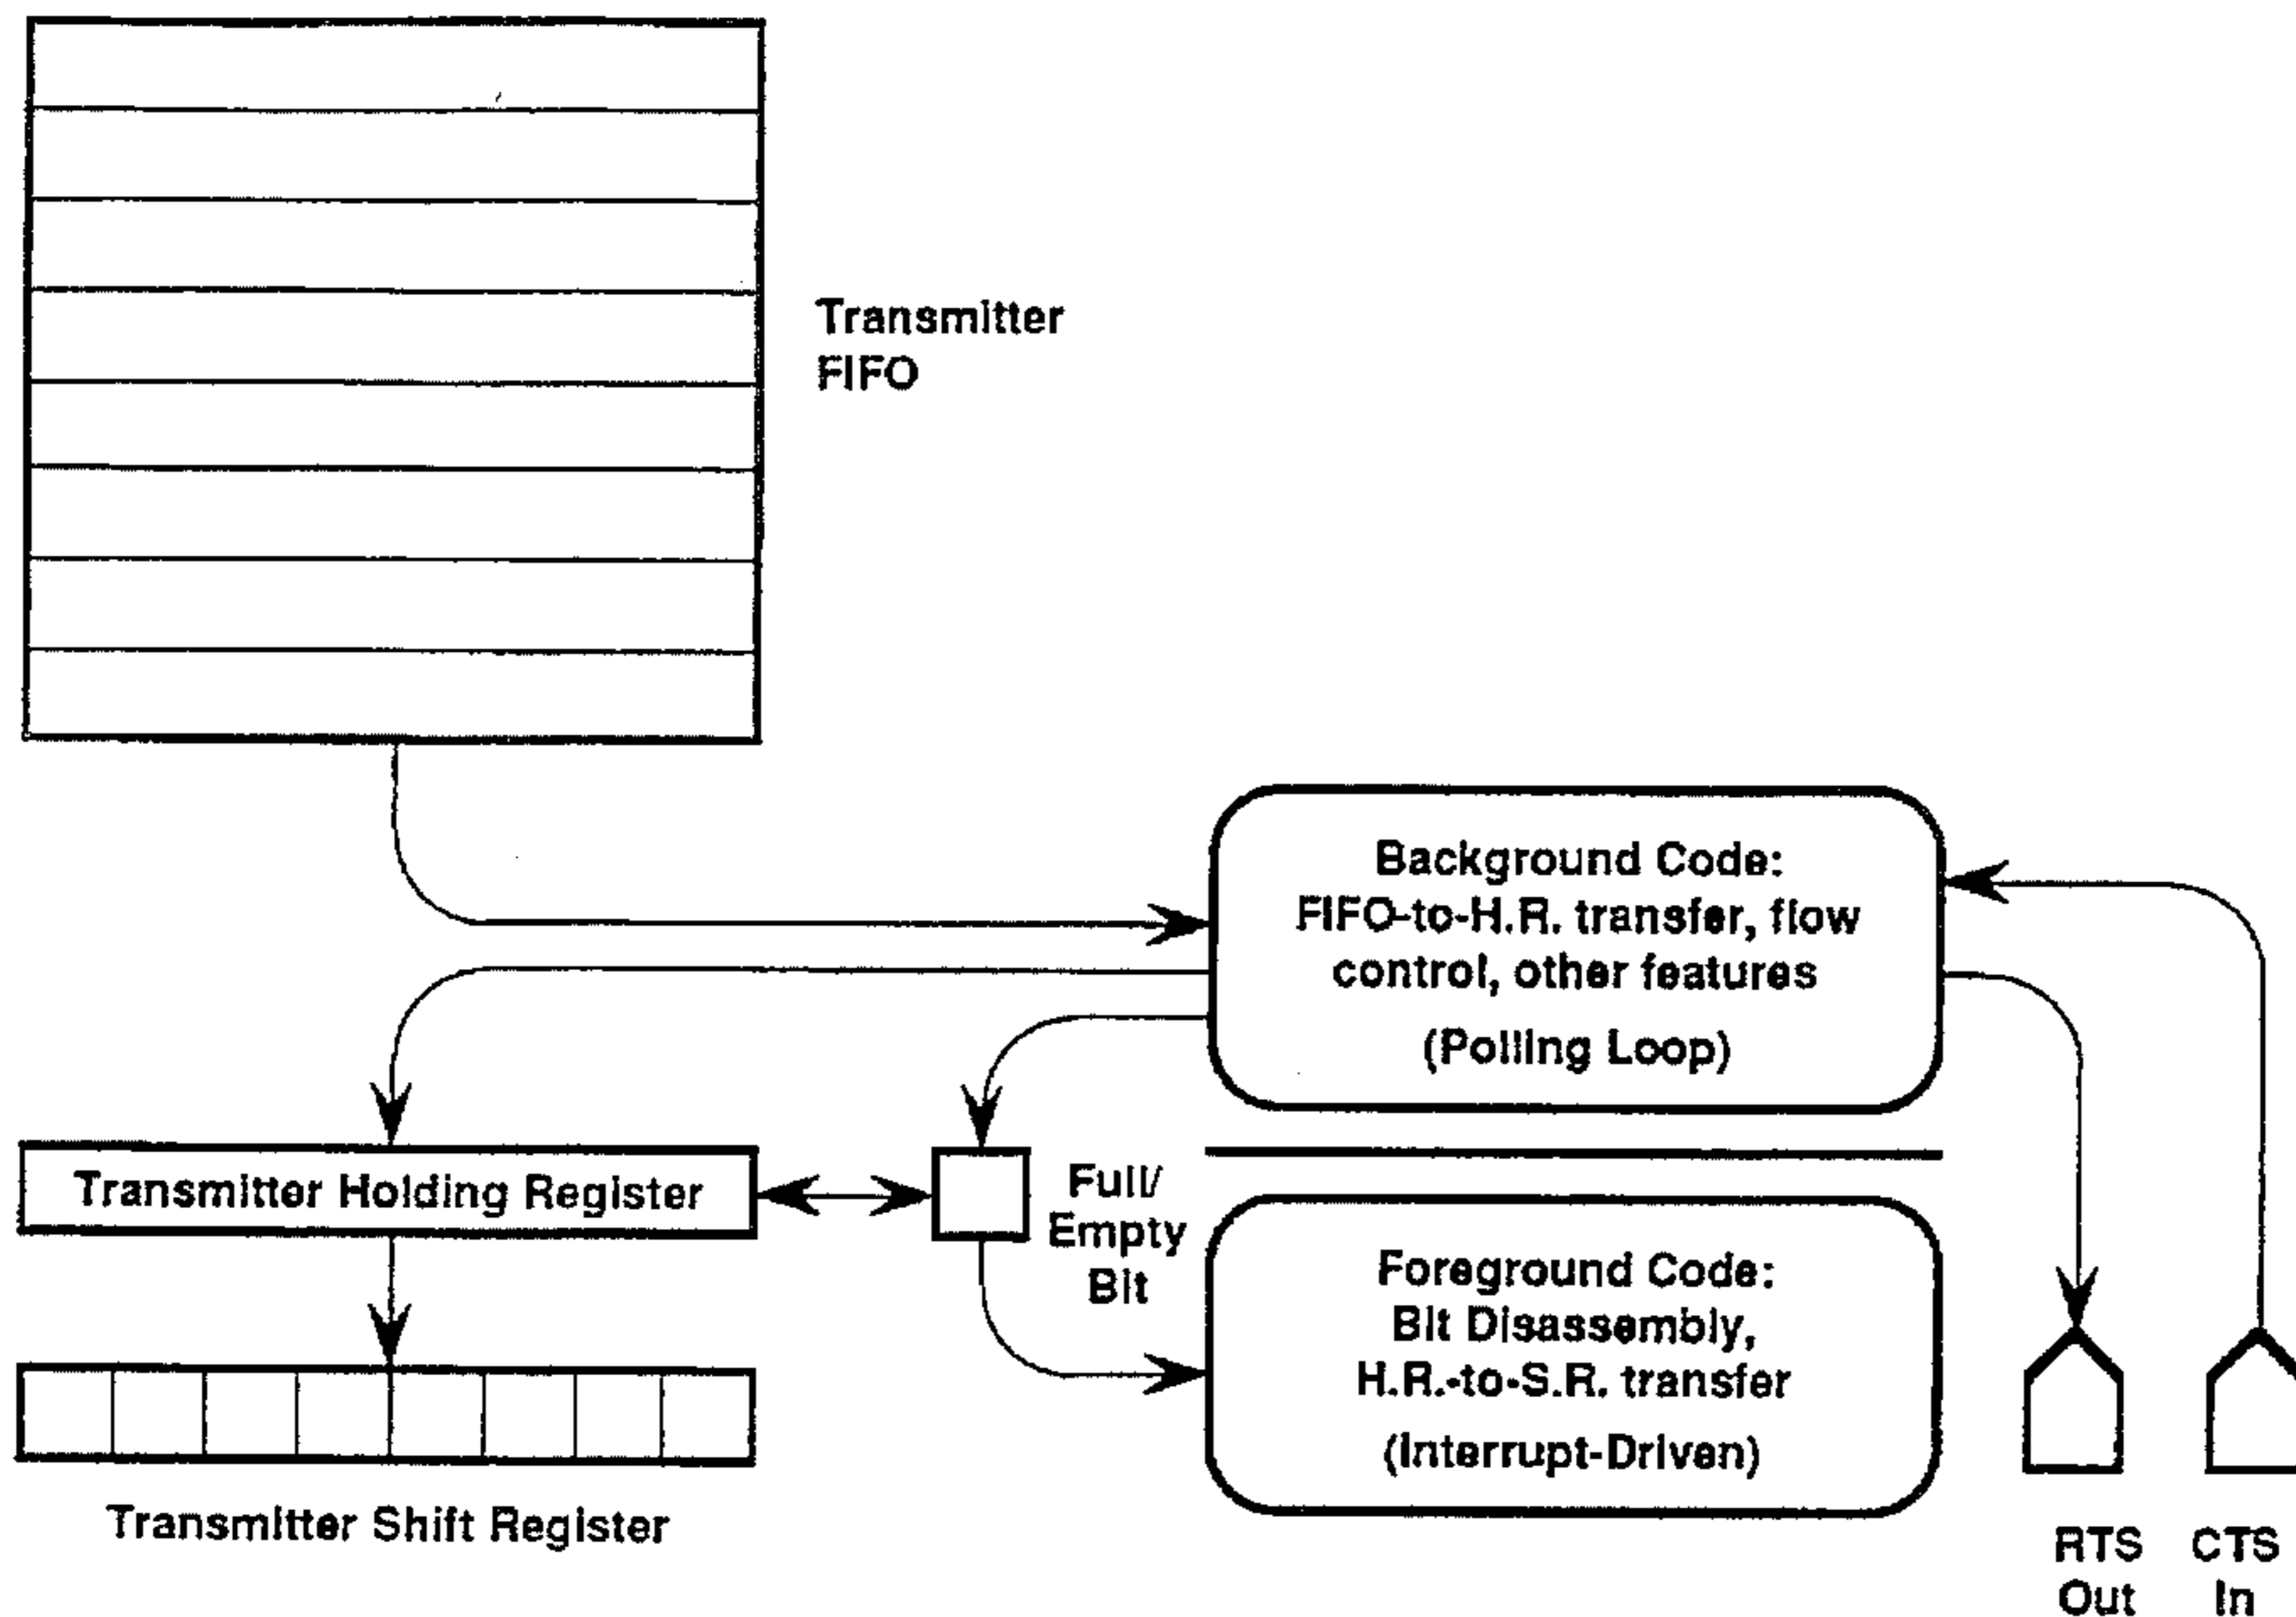 Transmitter
FIFO
Background Code:
FIFO-to-H.R. transfer, flow
control, other features
(Polling Loop)
Transmitter Holding Register
Full/
Empty
Bit
Foreground Code:
Bit Disassembly,
H.R.-to-S.R. transfer
(Interrupt-Driven)
Transmitter Shift Register
RTS
Out
CTS
In